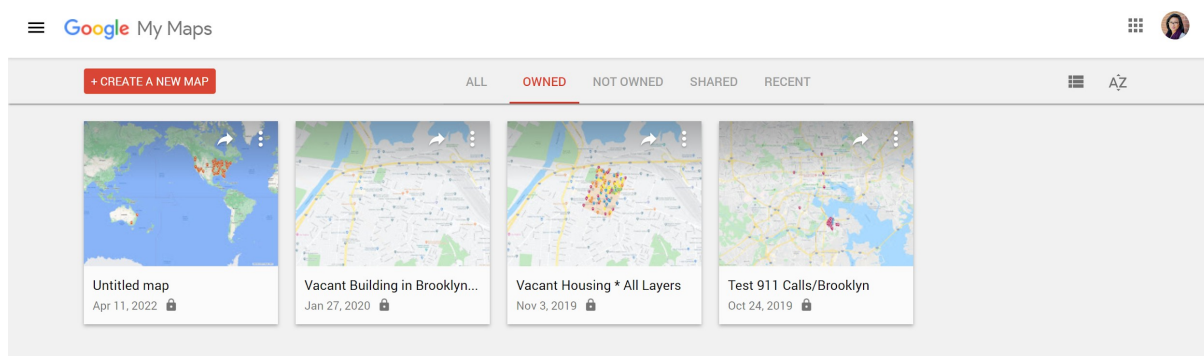 Google My Maps
+ CREATE A NEW MAP
ALL OWNED NOT OWNED SHARED RECENT
AZ
Untitled map
Apr 11, 2022
Vacant Building in Brooklyn...
Jan 27, 2020
Vacant Housing * All Layers
Nov 3, 2019
Test 911 Calls/Brooklyn
Oct 24, 2019